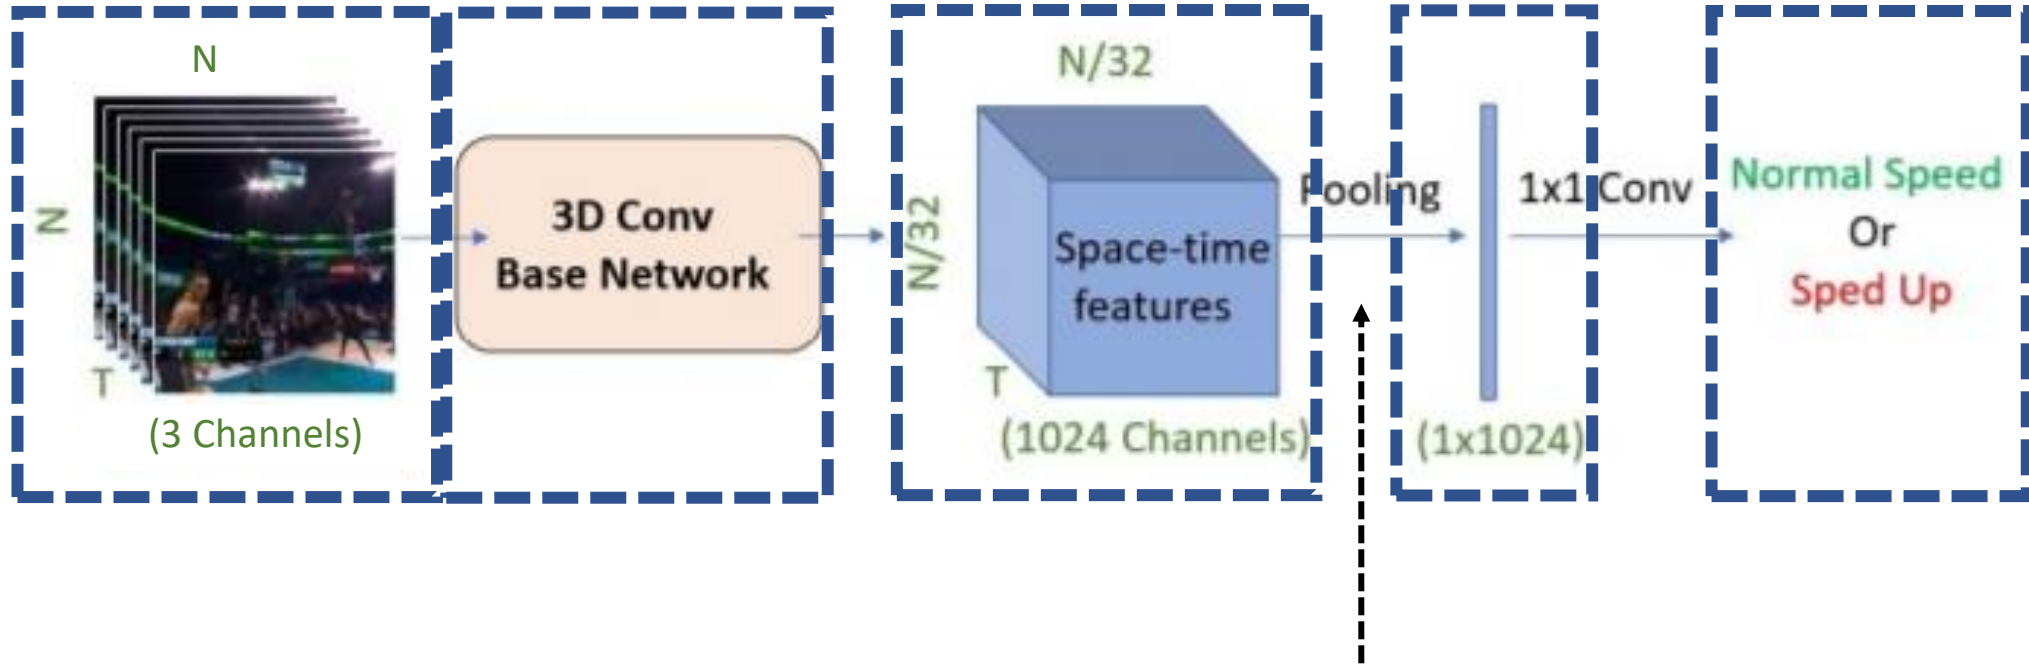 N
N
T
(3 Channels)
3D Conv
Base Network
N/32
N/32
Space-time
features
T
(1024 Channels)
Pooling
(1x1024)
1x1 Conv
Normal Speed
Or
Sped Up